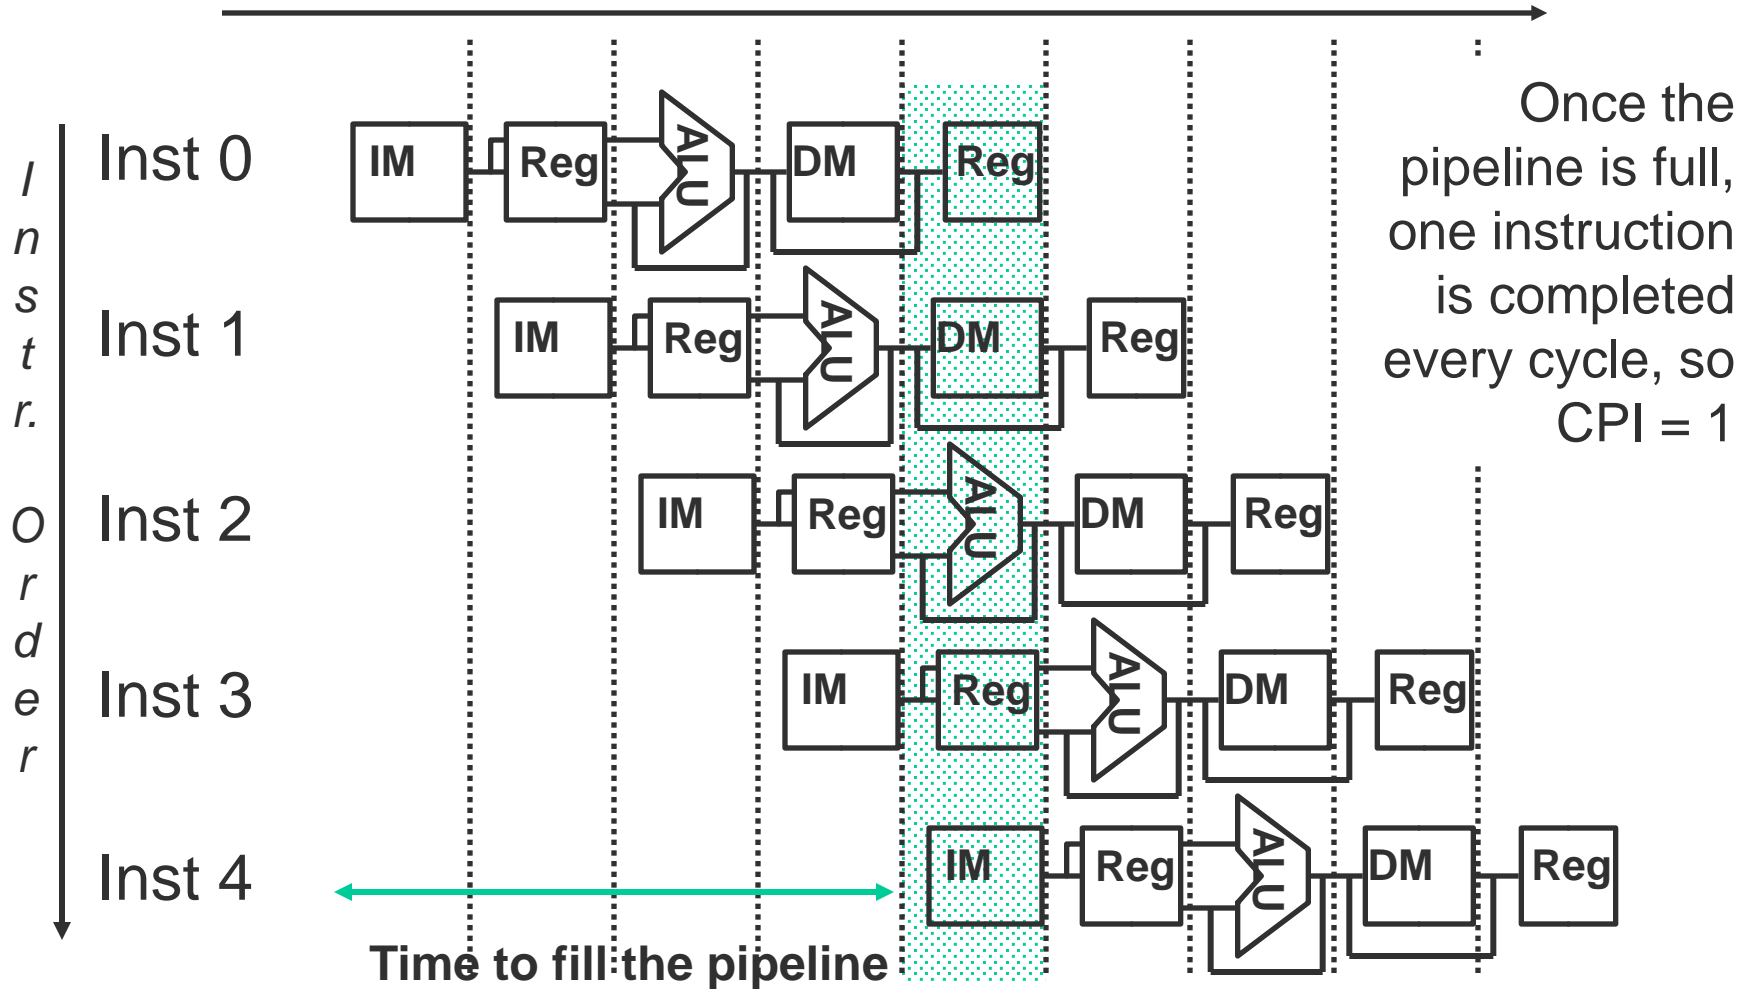 Once the
pipeline is full,
one instruction
is completed
every cycle, so
CPI = 1
Instr. Order
Inst 0
IM Reg ALU DM Reg
Inst 1
IM Reg ALU DM Reg
Inst 2
IM Reg ALU DM Reg
Inst 3
IM Reg ALU DM Reg
Inst 4
IM Reg ALU DM Reg
Time to fill the pipeline